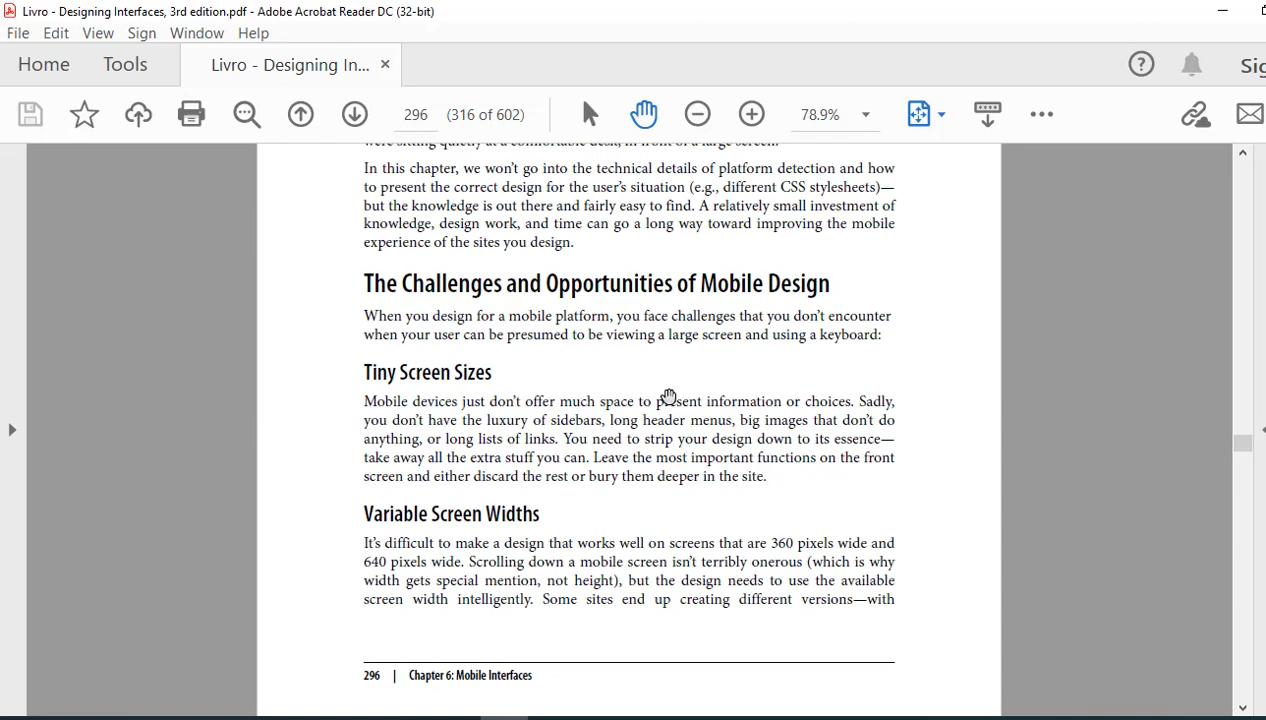 Livro - Designing Interfaces, 3rd edition.pdf - Adobe Acrobat Reader DC (32-bit)
File Edit View Sign Window Help
Home Tools Livro - Designing In... ×
296 (316 of 602) 78.9%
In this chapter, we won't go into the technical details of platform detection and how
to present the correct design for the user's situation (e.g., different CSS stylesheets)—
but the knowledge is out there and fairly easy to find. A relatively small investment of
knowledge, design work, and time can go a long way toward improving the mobile
experience of the sites you design.
The Challenges and Opportunities of Mobile Design
When you design for a mobile platform, you face challenges that you don't encounter
when your user can be presumed to be viewing a large screen and using a keyboard:
Tiny Screen Sizes
Mobile devices just don't offer much space to present information or choices. Sadly,
you don't have the luxury of sidebars, long header menus, big images that don't do
anything, or long lists of links. You need to strip your design down to its essence—
take away all the extra stuff you can. Leave the most important functions on the front
screen and either discard the rest or bury them deeper in the site.
Variable Screen Widths
It's difficult to make a design that works well on screens that are 360 pixels wide and
640 pixels wide. Scrolling down a mobile screen isn't terribly onerous (which is why
width gets special mention, not height), but the design needs to use the available
screen width intelligently. Some sites end up creating different versions—with
296 | Chapter 6: Mobile Interfaces